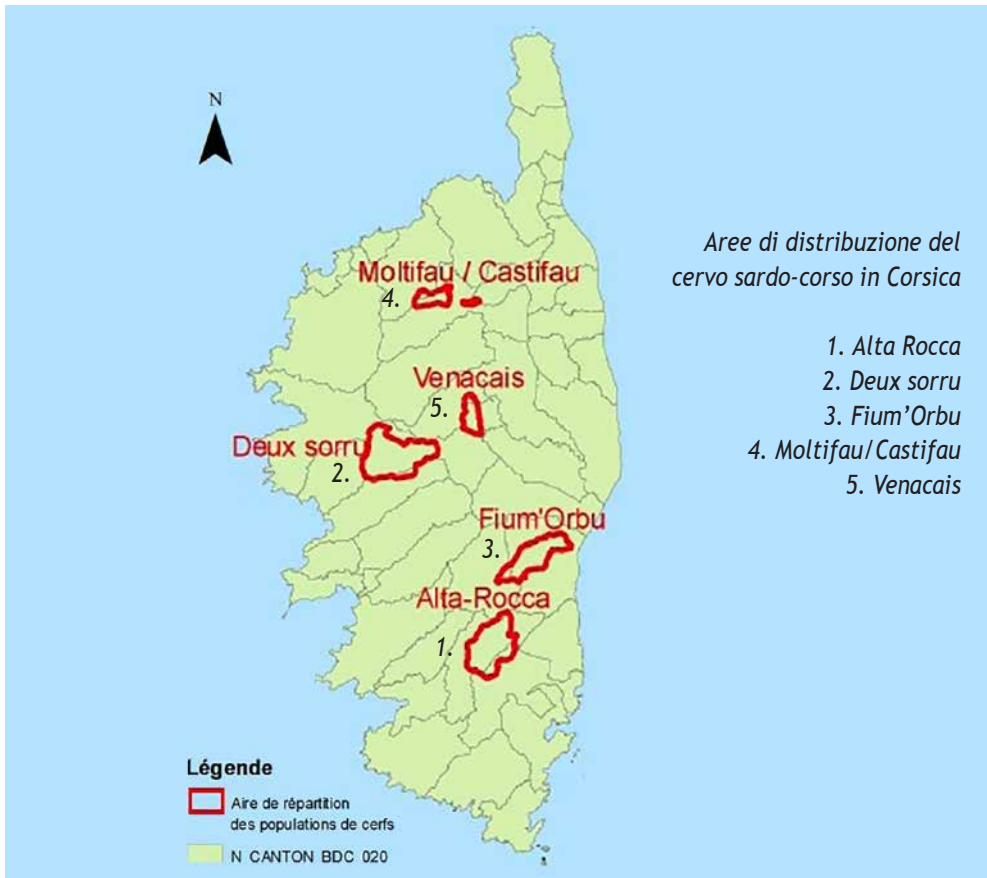 N
Moltifau / Castifau
4.
Venacais
5.
Deux sorru
2.
Fium'Orbu
3.
Alta-Rocca
1.
Aree di distribuzione del
cervo sardo-corso in Corsica
1. Alta Rocca
2. Deux sorru
3. Fium'Orbu
4. Moltifau/Castifau
5. Venacais
Légende
Aire de répartition
des populations de cerfs
N CANTON BDC 020